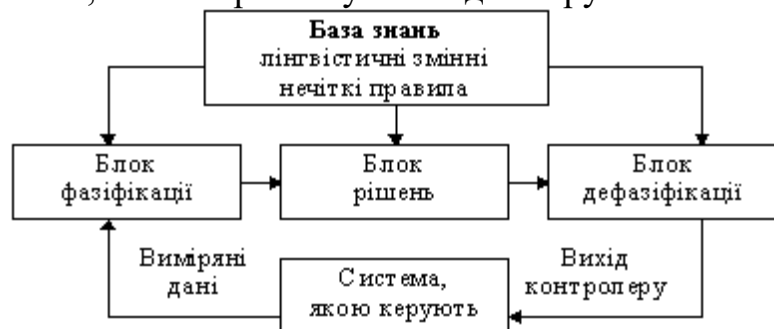 База знань
лінгвістичні змінні
нечіткі правила
Блок
фазіфікації
Блок
рішень
Блок
дефазіфікації
Виміряні
дані
Система,
якою керують
Вихід
контролеру